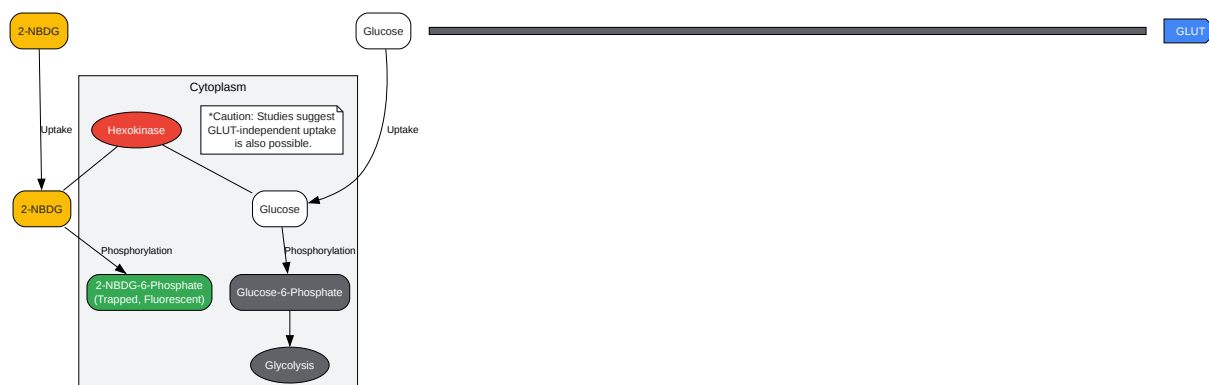 2-NBDG
Glucose
GLUT
Cytoplasm
Uptake
Hexokinase
*Caution: Studies suggest
GLUT-independent uptake
is also possible.
Uptake
2-NBDG
Glucose
Phosphorylation
Phosphorylation
2-NBDG-6-Phosphate
(Trapped, Fluorescent)
Glucose-6-Phosphate
Glycolysis